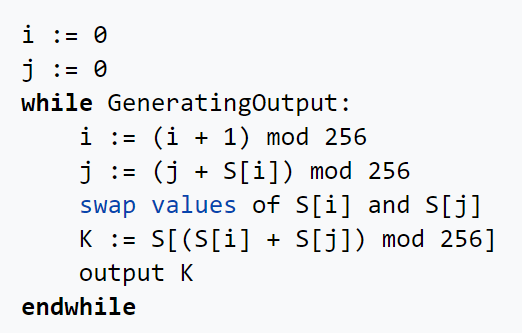 i := 0
j := 0
while GeneratingOutput:
    i := (i + 1) mod 256
    j := (j + S[i]) mod 256
    swap values of S[i] and S[j]
    K := S[(S[i] + S[j]) mod 256]
    output K
endwhile